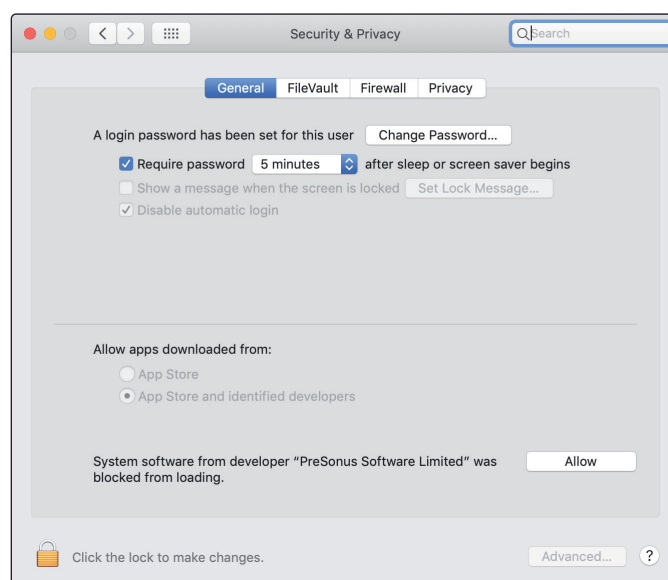 Security & Privacy
Search
General FileVault Firewall Privacy
A login password has been set for this user Change Password...
Require password 5 minutes after sleep or screen saver begins
Show a message when the screen is locked Set Lock Message...
Disable automatic login
Allow apps downloaded from:
App Store
App Store and identified developers
System software from developer “PreSonus Software Limited” was Allow
blocked from loading.
Click the lock to make changes. Advanced... ?